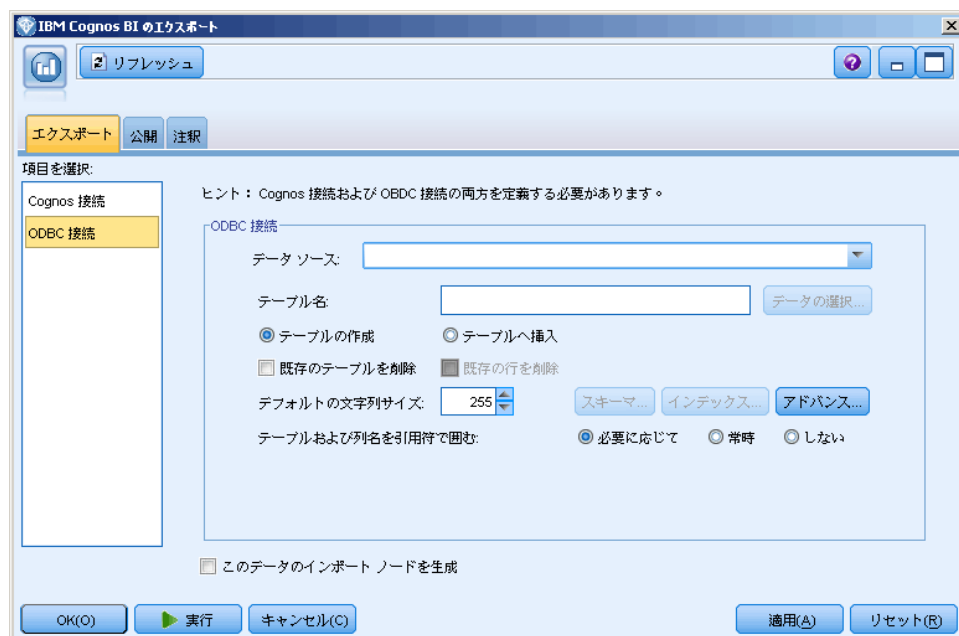 IBM Cognos BI のエクスポート
リフレッシュ
エクスポート 公開 注釈
項目を選択:
Cognos 接続
ODBC 接続
ヒント： Cognos 接続および OBDC 接続の両方を定義する必要があります。
ODBC 接続
データ ソース:
テーブル名: データの選択...
テーブルの作成 テーブルへ挿入
既存のテーブルを削除 既存の行を削除
デフォルトの文字列サイズ: 255 スキーマ... インデックス... アドバンス...
テーブルおよび列名を引用符で囲む: 必要に応じて 常時 しない
このデータのインポート ノードを生成
OK(O) 実行 キャンセル(C) 適用(A) リセット(R)